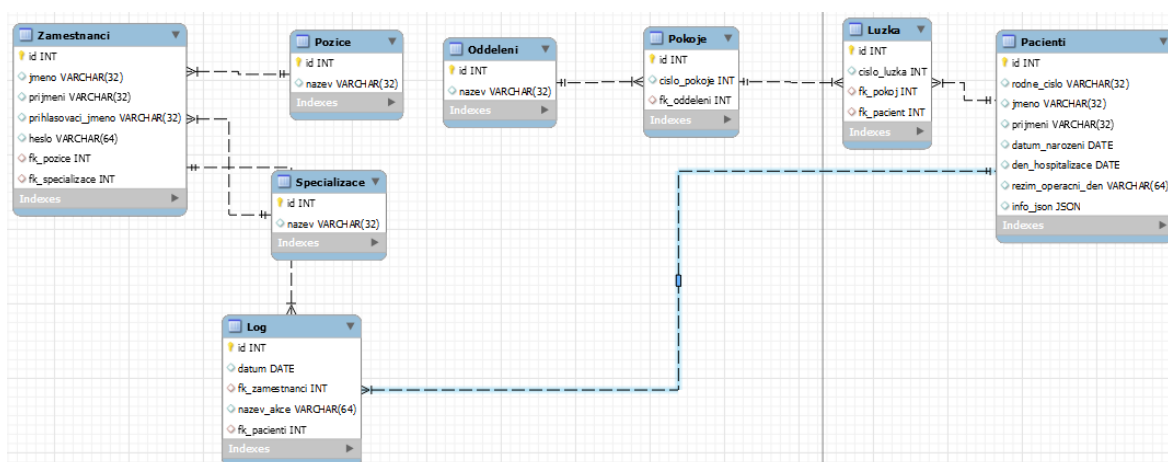 Zamestnanci
id INT
jmeno VARCHAR(32)
prijmeni VARCHAR(32)
prihlasovaci_jmeno VARCHAR(32)
heslo VARCHAR(64)
fk_pozice INT
fk_specializace INT
Indexes
Pozice
id INT
nazev VARCHAR(32)
Indexes
Oddeleni
id INT
nazev VARCHAR(32)
Indexes
Pokoje
id INT
cislo_pokoje INT
fk_oddeleni INT
Indexes
Luzka
id INT
cislo_luzka INT
fk_pokoj INT
fk_pacient INT
Indexes
Pacienti
id INT
rodne_cislo VARCHAR(32)
jmeno VARCHAR(32)
prijmeni VARCHAR(32)
datum_narozeni DATE
den_hospitalizace DATE
rezim_operacni_den VARCHAR(64)
info_json JSON
Indexes
Specializace
id INT
nazev VARCHAR(32)
Indexes
Log
id INT
datum DATE
fk_zamestnanci INT
nazev_akce VARCHAR(64)
fk_pacienti INT
Indexes